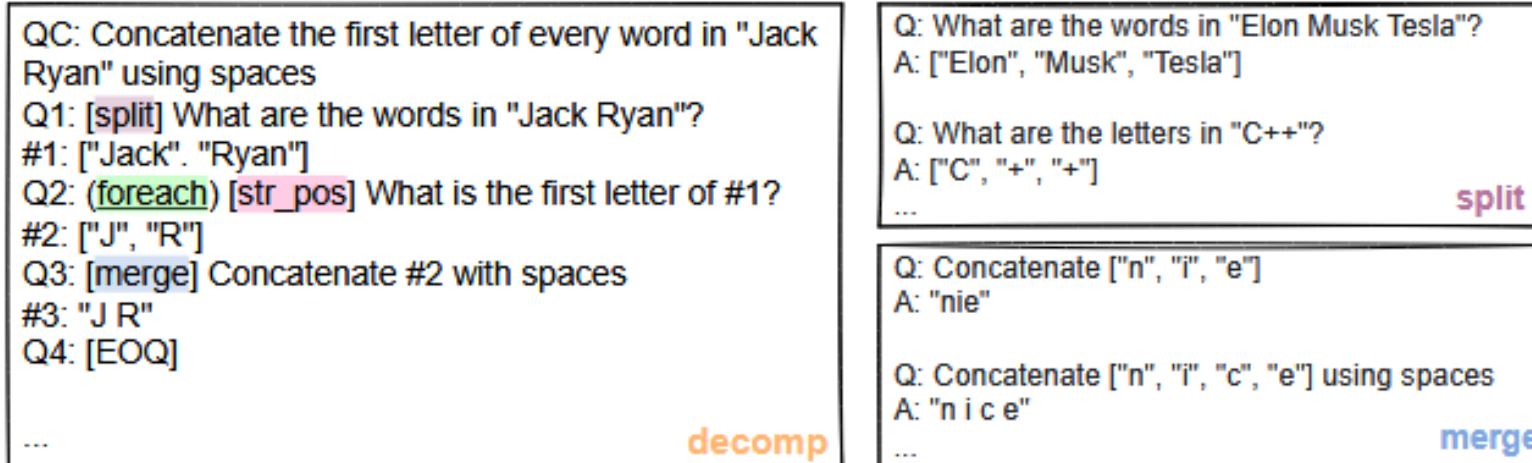 QC: Concatenate the first letter of every word in "Jack
Ryan" using spaces
Q1: [split] What are the words in "Jack Ryan"?
#1: ["Jack". "Ryan"]
Q2: (foreach) [str_pos] What is the first letter of #1?
#2: ["J", "R"]
Q3: [merge] Concatenate #2 with spaces
#3: "J R"
Q4: [EOQ]
...
decomp
Q: What are the words in "Elon Musk Tesla"?
A: ["Elon", "Musk", "Tesla"]
Q: What are the letters in "C++"?
A: ["C", "+", "+"]
...
split
Q: Concatenate ["n", "i", "e"]
A: "nie"
Q: Concatenate ["n", "i", "c", "e"] using spaces
A: "n i c e"
...
merge